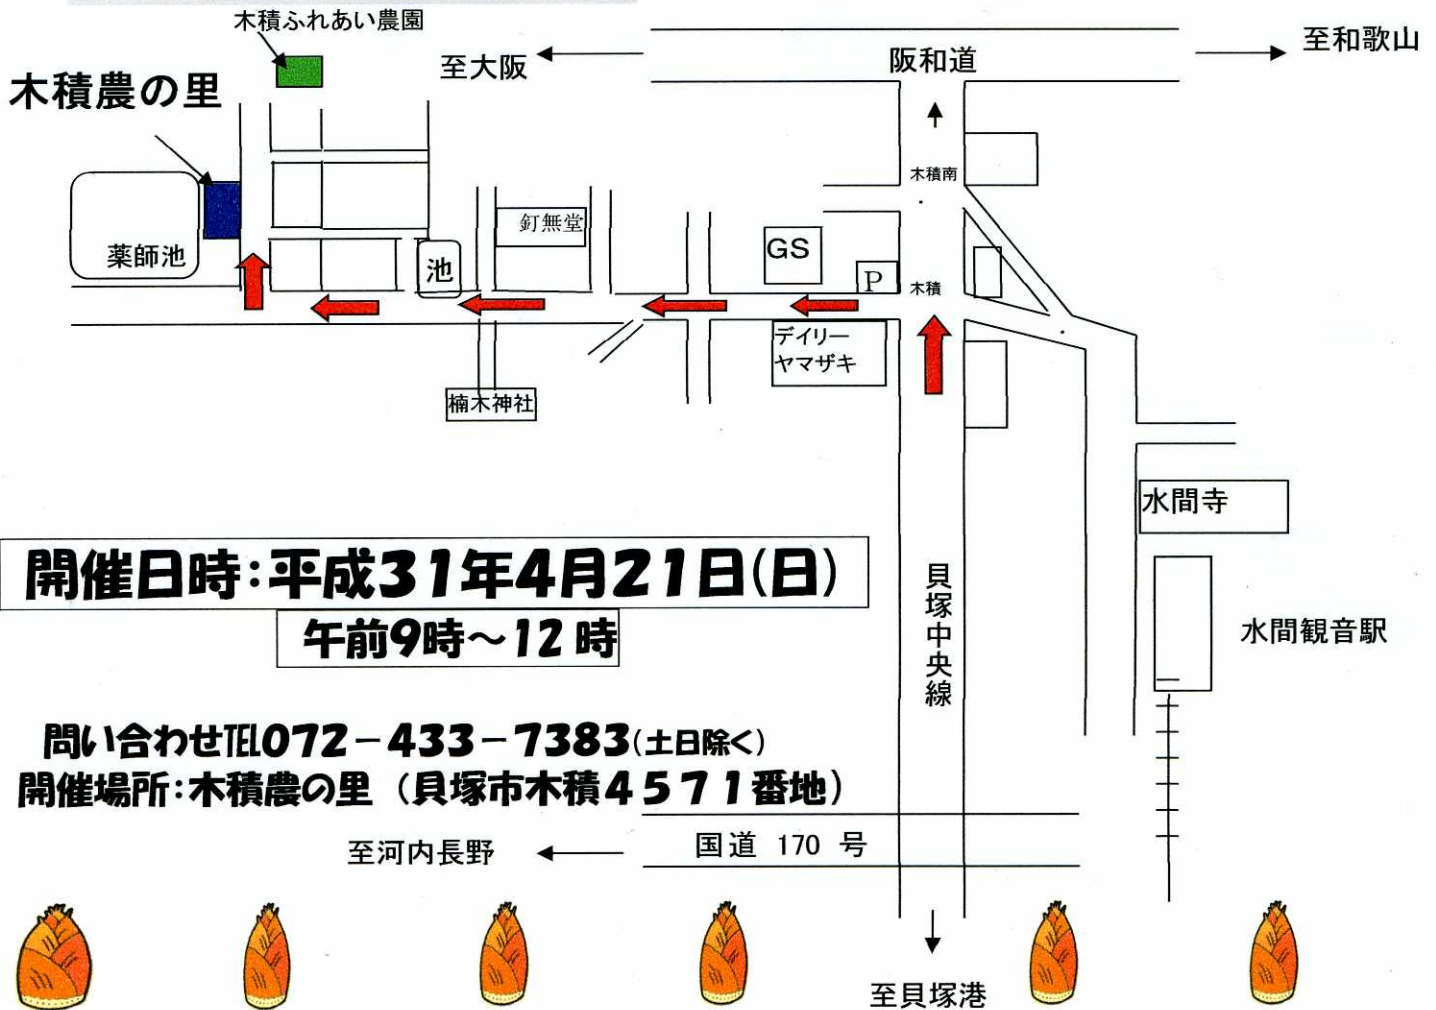 木積ふれあい農園
至和歌山
至大阪
阪和道
木積農の里
木積南
釘無堂
GS
薬師池
池
P
木積
デイリー
ヤマザキ
楠木神社
水間寺
開催日時:平成31年4月21日(日)
午前9時~12時
貝塚中央線
水間観音駅
問い合わせTEL072-433-7383(土日除く)
開催場所:木積農の里(貝塚市木積4571番地)
国道 170 号
至河内長野
至貝塚港